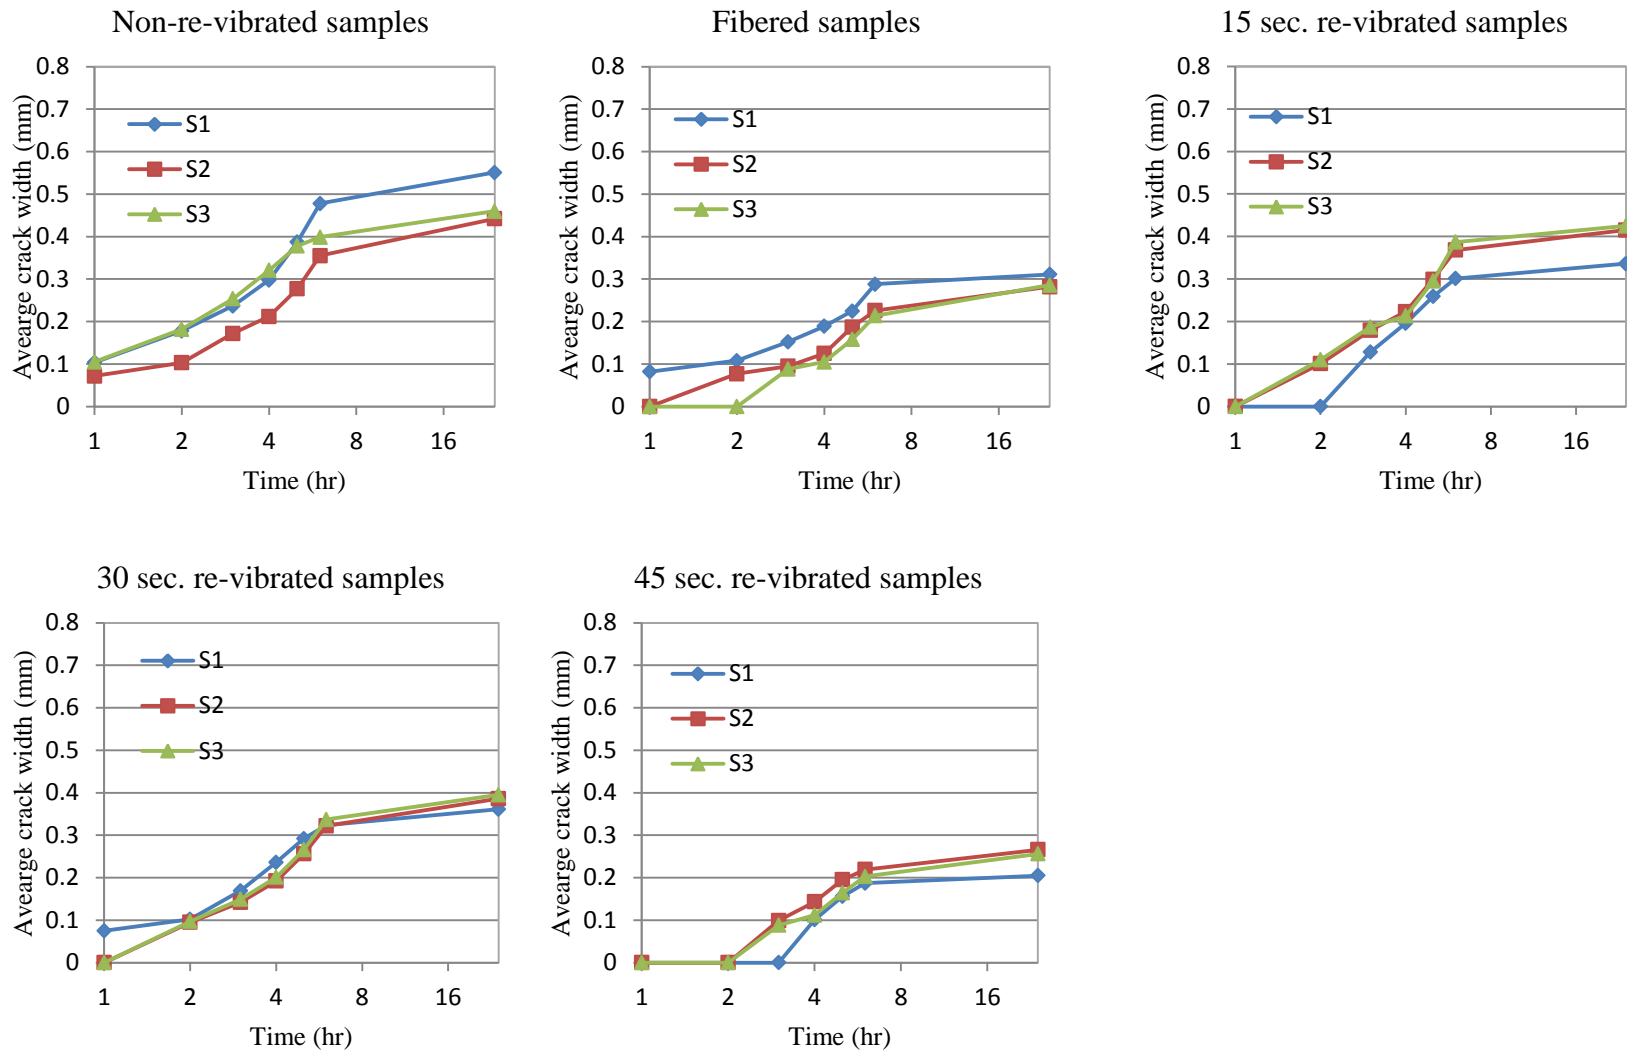 Non-re-vibrated samples
Avearge crack width (mm)
0.8
0.7
0.6
0.5
0.4
0.3
0.2
0.1
0
S1
S2
S3
1 2 4 8 16
Time (hr)
Fibered samples
Avearge crack width (mm)
0.8
0.7
0.6
0.5
0.4
0.3
0.2
0.1
0
S1
S2
S3
1 2 4 8 16
Time (hr)
15 sec. re-vibrated samples
Average crack width (mm)
0.8
0.7
0.6
0.5
0.4
0.3
0.2
0.1
0
S1
S2
S3
1 2 4 8 16
Time (hr)
30 sec. re-vibrated samples
Avearge crack width (mm)
0.8
0.7
0.6
0.5
0.4
0.3
0.2
0.1
0
S1
S2
S3
1 2 4 8 16
Time (hr)
45 sec. re-vibrated samples
Avearge crack width (mm)
0.8
0.7
0.6
0.5
0.4
0.3
0.2
0.1
0
S1
S2
S3
1 2 4 8 16
Time (hr)